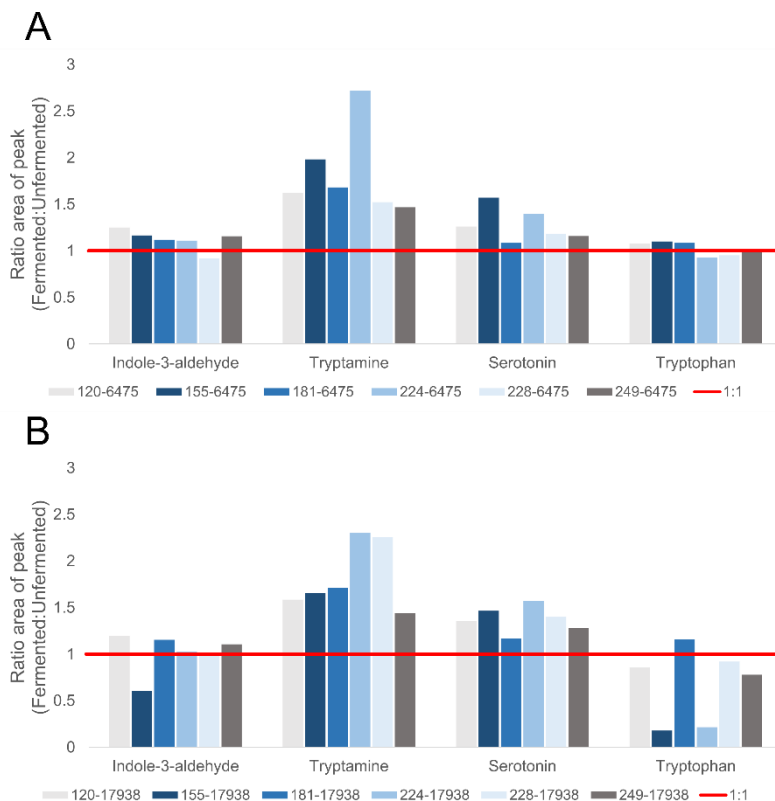 A
Ratio area of peak
(Fermented:Unfermented)
3
2.5
2
1.5
1
0.5
0
Indole-3-aldehyde Tryptamine Serotonin Tryptophan
120-6475 155-6475 181-6475 224-6475 228-6475 249-6475 1:1
B
Ratio area of peak
(Fermented:Unfermented)
3
2.5
2
1.5
1
0.5
0
Indole-3-aldehyde Tryptamine Serotonin Tryptophan
120-17938 155-17938 181-17938 224-17938 228-17938 249-17938 1:1